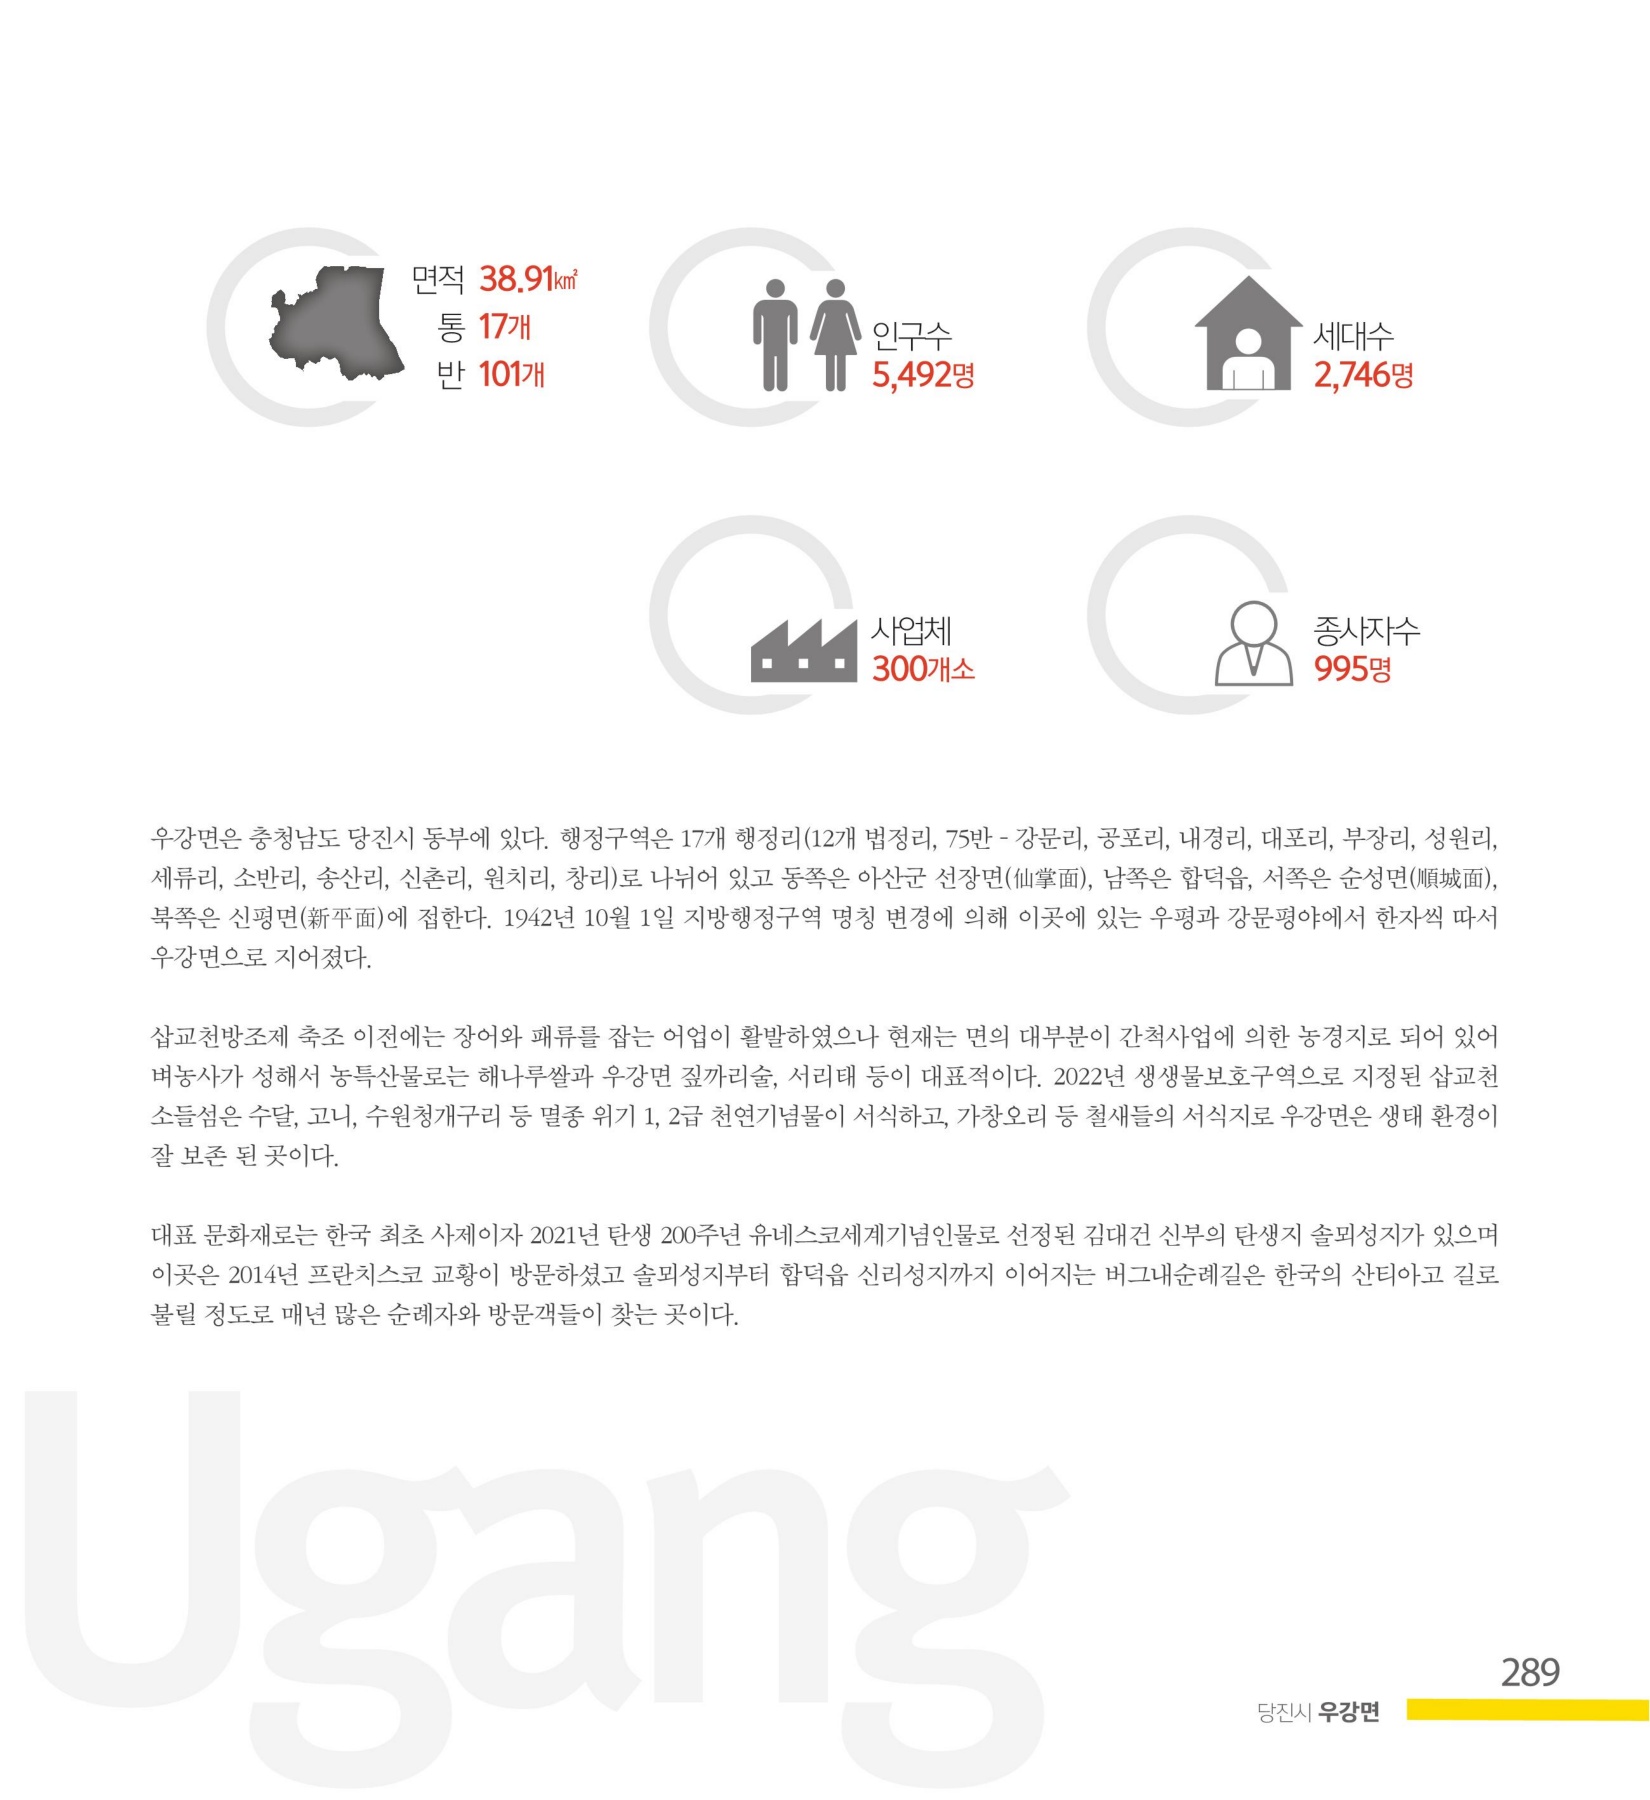 면적 38.91㎢
통 17개
반 101개
인구수
5,492명
세대수
2,746명
사업체
300개소
종사자수
995명
우강면은 충청남도 당진시 동부에 있다. 행정구역은 17개 행정리(12개 법정리, 75반 - 강문리, 공포리, 내경리, 대포리, 부장리, 성원리,
세류리, 소반리, 송산리, 신촌리, 원치리, 창리)로 나뉘어 있고 동쪽은 아산군 선장면(仙掌面), 남쪽은 합덕읍, 서쪽은 순성면(順城面),
북쪽은 신평면(新平面)에 접한다. 1942년 10월 1일 지방행정구역 명칭 변경에 의해 이곳에 있는 우평과 강문평야에서 한자씩 따서
우강면으로 지어졌다.
삽교천방조제 축조 이전에는 장어와 패류를 잡는 어업이 활발하였으나 현재는 면의 대부분이 간척사업에 의한 농경지로 되어 있어
벼농사가 성해서 농특산물로는 해나루쌀과 우강면 짚까리술, 서리태 등이 대표적이다. 2022년 생생물보호구역으로 지정된 삽교천
소들섬은 수달, 고니, 수원청개구리 등 멸종 위기 1, 2급 천연기념물이 서식하고, 가창오리 등 철새들의 서식지로 우강면은 생태 환경이
잘 보존 된 곳이다.
대표 문화재로는 한국 최초 사제이자 2021년 탄생 200주년 유네스코세계기념인물로 선정된 김대건 신부의 탄생지 솔뫼성지가 있으며
이곳은 2014년 프란치스코 교황이 방문하셨고 솔뫼성지부터 합덕읍 신리성지까지 이어지는 버그내순례길은 한국의 산티아고 길로
불릴 정도로 매년 많은 순례자와 방문객들이 찾는 곳이다.
Ugang
289
당진시 우강면